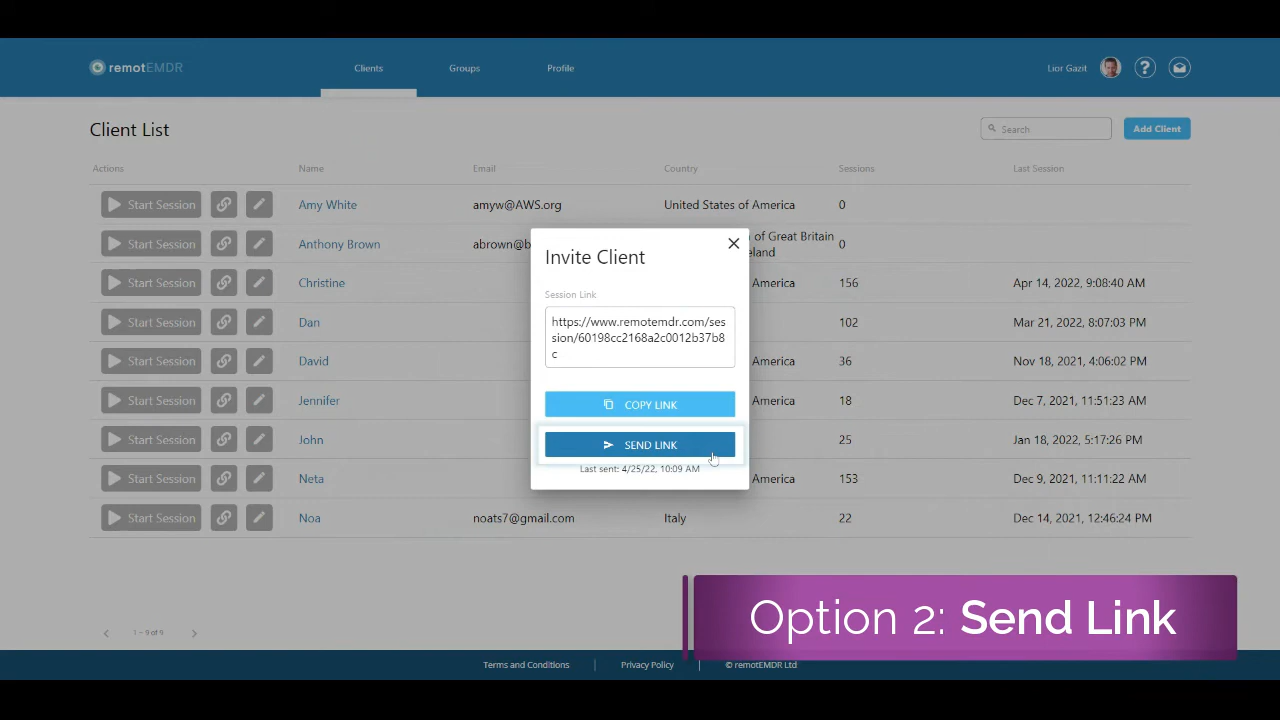 remotEMDR
Clients
Groups
Profile
Lior Gazit
?
Client List
Search
Add Client
Actions
Name
Email
Country
Sessions
Last Session
Start Session
Amy White
amyw@AWS.org
United States of America
0
Start Session
Anthony Brown
abrown@b
of Great Britain
eland
0
Start Session
Christine
America
156
Apr 14, 2022, 9:08:40 AM
Start Session
Dan
102
Mar 21, 2022, 8:07:03 PM
Start Session
David
America
36
Nov 18, 2021, 4:06:02 PM
Start Session
Jennifer
America
18
Dec 7, 2021, 11:51:23 AM
Start Session
John
25
Jan 18, 2022, 5:17:26 PM
Start Session
Neta
America
153
Dec 9, 2021, 11:11:22 AM
Start Session
Noa
noats7@gmail.com
Italy
22
Dec 14, 2021, 12:46:24 PM
Invite Client
Session Link
https://www.remotemdr.com/ses
sion/60198cc2168a2c0012b37b8
c
COPY LINK
SEND LINK
Last sent: 4/25/22, 10:09 AM
1 – 9 of 9
Option 2: Send Link
Terms and Conditions
Privacy Policy
© remotEMDR Ltd